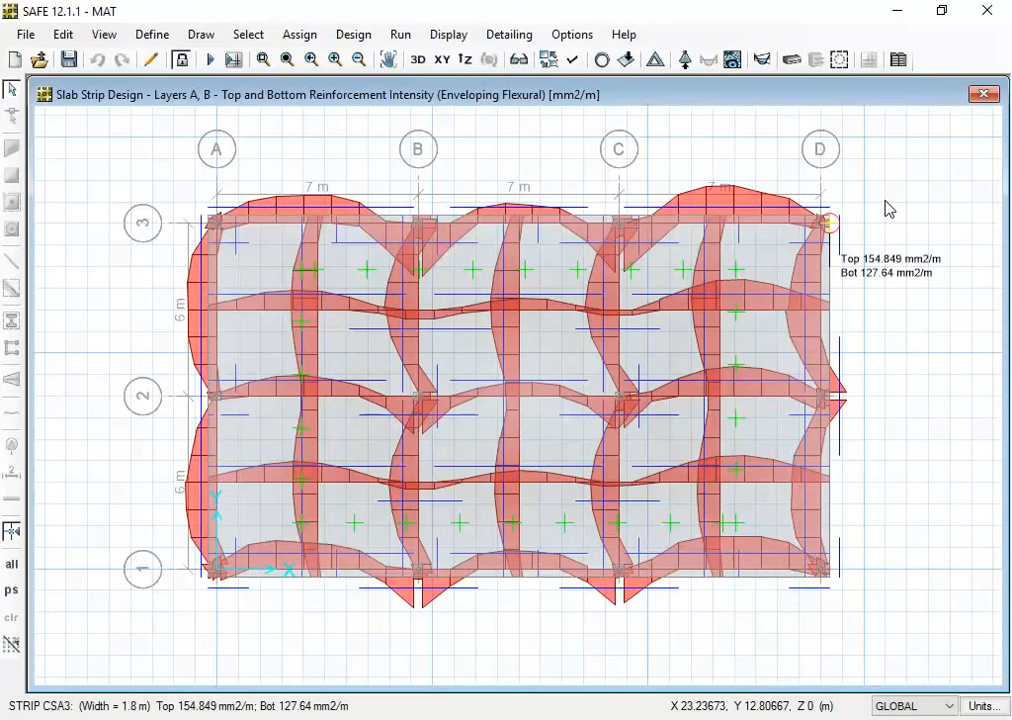 SAFE 12.1.1 - MAT
File Edit View Define Draw Select Assign Design Run Display Detailing Options Help
3D XY
Slab Strip Design - Layers A, B - Top and Bottom Reinforcement Intensity (Enveloping Flexural) [mm2/m]
A B C D
7 m 7 m 7 m
3
Top 154.849 mm2/m
Bot 127.64 mm2/m
6 m
2
6 m
Y
1
X
all
ps
clr
STRIP CSA3: (Width = 1.8 m) Top 154.849 mm2/m; Bot 127.64 mm2/m
X 23.23673, Y 12.80667, Z 0 (m)
GLOBAL
Units...